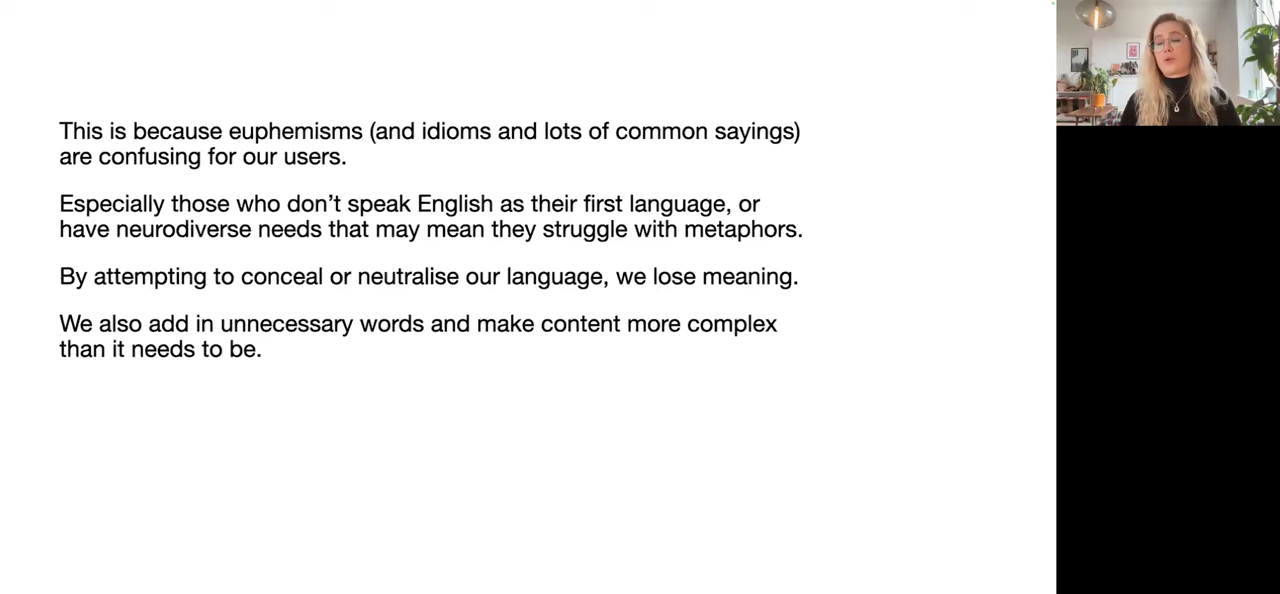 This is because euphemisms (and idioms and lots of common sayings)
are confusing for our users.
Especially those who don’t speak English as their first language, or
have neurodiverse needs that may mean they struggle with metaphors.
By attempting to conceal or neutralise our language, we lose meaning.
We also add in unnecessary words and make content more complex
than it needs to be.